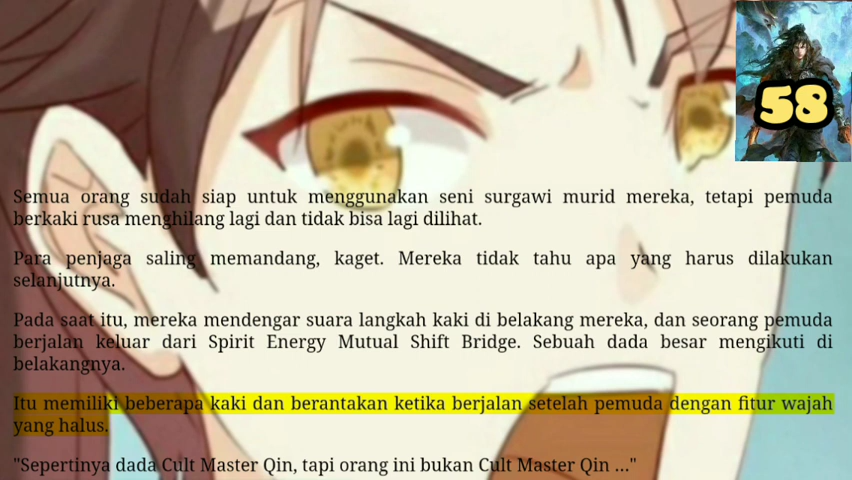 58
Semua orang sudah siap untuk menggunakan seni surgawi murid mereka, tetapi pemuda
berkaki rusa menghilang lagi dan tidak bisa lagi dilihat.
Para penjaga saling memandang, kaget. Mereka tidak tahu apa yang harus dilakukan
selanjutnya.
Pada saat itu, mereka mendengar suara langkah kaki di belakang mereka, dan seorang pemuda
berjalan keluar dari Spirit Energy Mutual Shift Bridge. Sebuah dada besar mengikuti di
belakangnya.
Itu memiliki beberapa kaki dan berantakan ketika berjalan setelah pemuda dengan fitur wajah
yang halus.
"Sepertinya dada Cult Master Qin, tapi orang ini bukan Cult Master Qin ..."